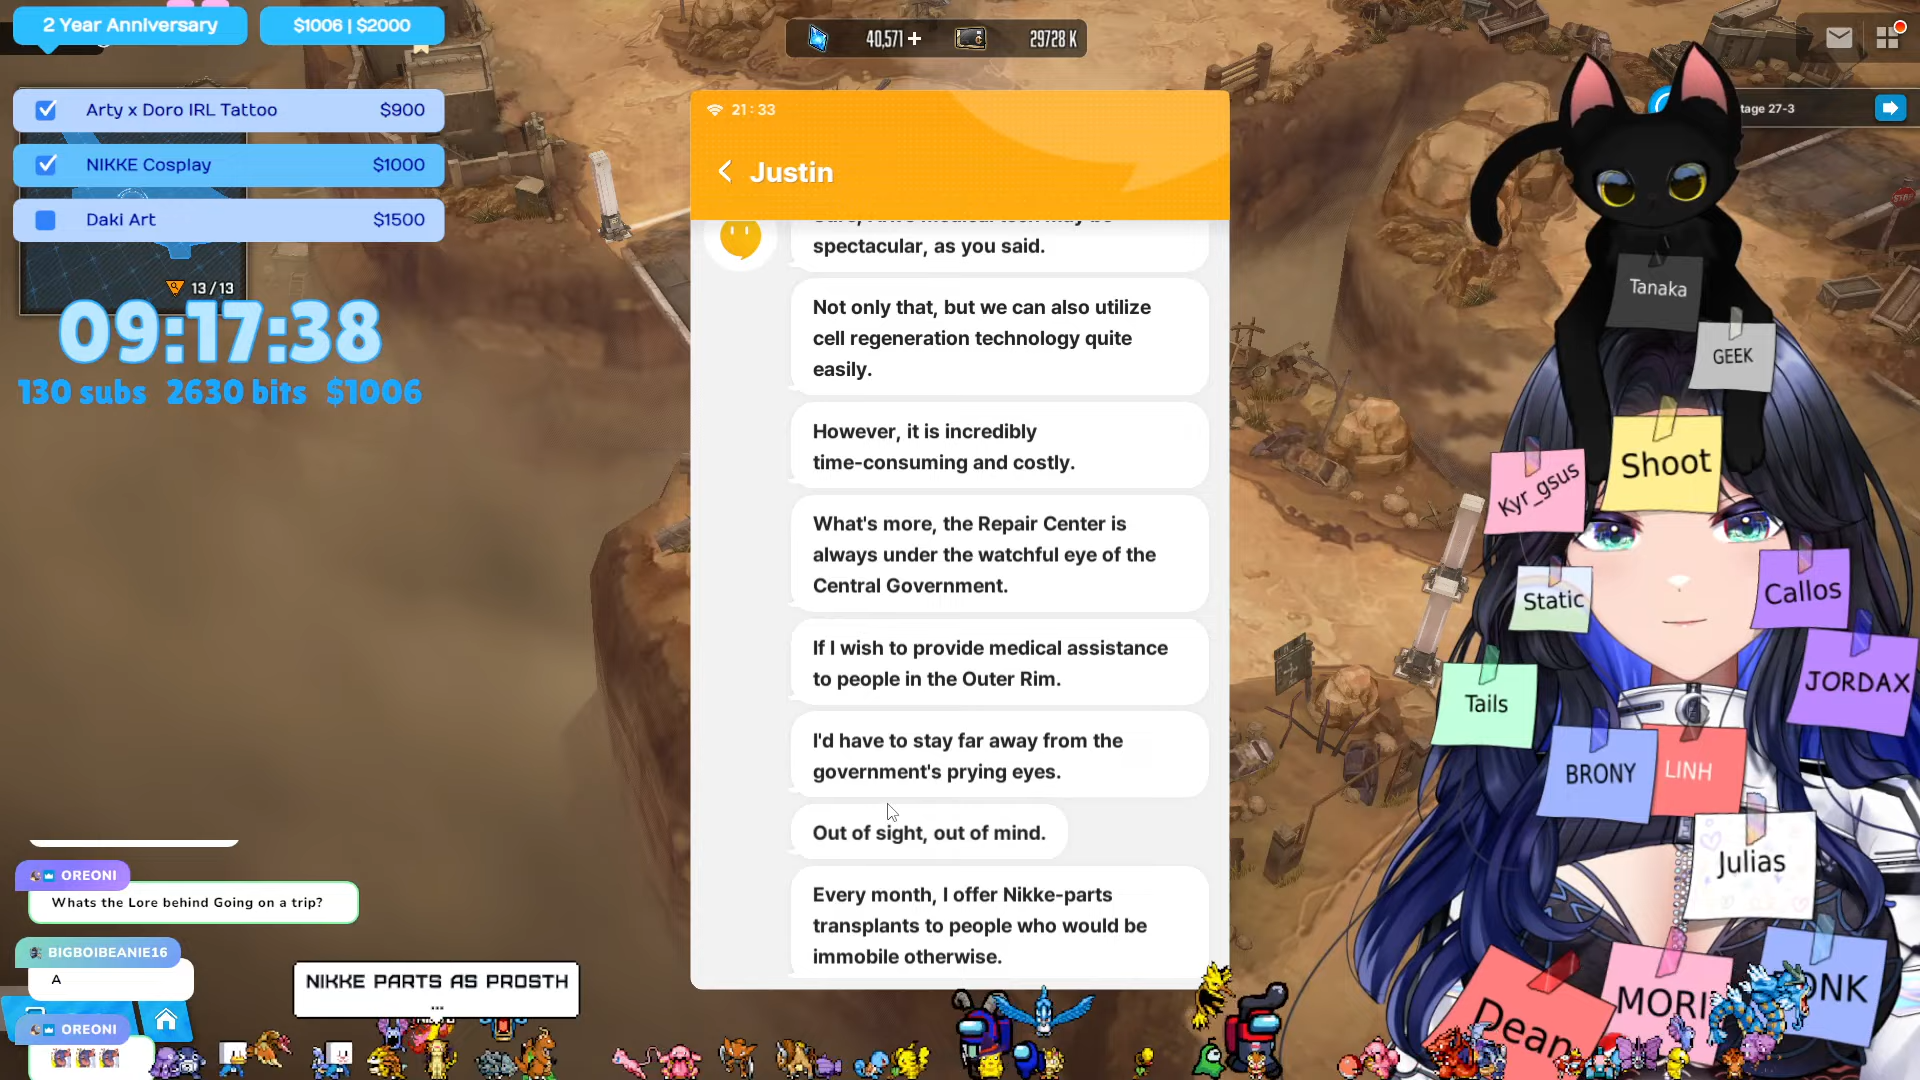 2 Year Anniversary
$1006 | $2000
Arty x Doro IRL Tattoo $900
NIKKE Cosplay $1000
Daki Art $1500
13/13
09:17:38
130 subs 2630 bits $1006
40,571
29728 K
tage 27-3
21:33
Justin
spectacular, as you said.
Not only that, but we can also utilize
cell regeneration technology quite
easily.
However, it is incredibly
time-consuming and costly.
What's more, the Repair Center is
always under the watchful eye of the
Central Government.
If I wish to provide medical assistance
to people in the Outer Rim.
I'd have to stay far away from the
government's prying eyes.
Out of sight, out of mind.
Every month, I offer Nikke-parts
transplants to people who would be
immobile otherwise.
Tanaka
GEEK
Shoot
Kyr_gsus
Static
Callos
Tails
JORDAX
BRONY
LINH
Julias
Dean
MORI
ONK
OREONI
Whats the Lore behind Going on a trip?
BIGBOIBEANIE16
A
OREONI
NIKKE PARTS AS PROSTH
...